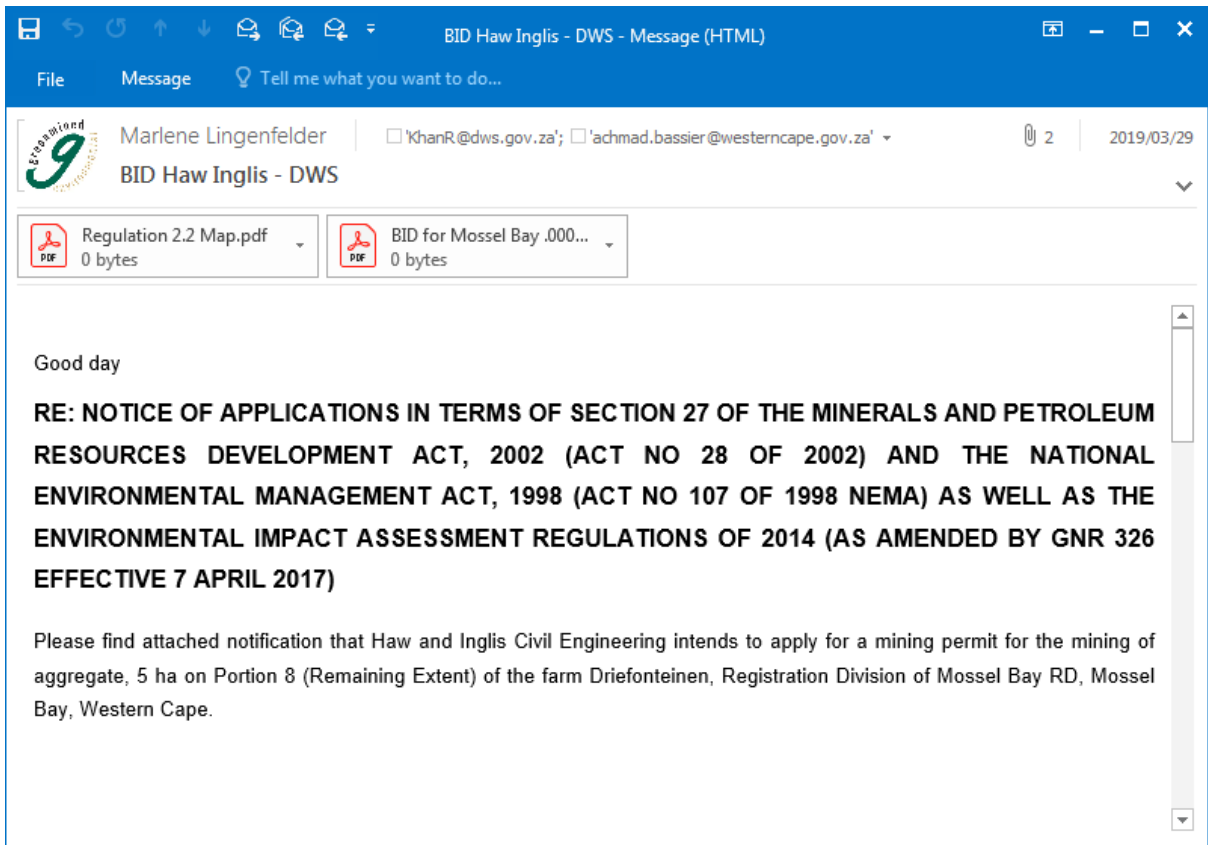 BID Haw Inglis - DWS - Message (HTML)
File Message Tell me what you want to do...
Marlene Lingenfelder 'KhanR@dws.gov.za'; 'achmad.bassier@westerncape.gov.za' 2 2019/03/29
BID Haw Inglis - DWS
Regulation 2.2 Map.pdf
0 bytes
BID for Mossel Bay .000...
0 bytes
PDF
PDF
Good day
RE: NOTICE OF APPLICATIONS IN TERMS OF SECTION 27 OF THE MINERALS AND PETROLEUM
RESOURCES DEVELOPMENT ACT, 2002 (ACT NO 28 OF 2002) AND THE NATIONAL
ENVIRONMENTAL MANAGEMENT ACT, 1998 (ACT NO 107 OF 1998 NEMA) AS WELL AS THE
ENVIRONMENTAL IMPACT ASSESSMENT REGULATIONS OF 2014 (AS AMENDED BY GNR 326
EFFECTIVE 7 APRIL 2017)
Please find attached notification that Haw and Inglis Civil Engineering intends to apply for a mining permit for the mining of
aggregate, 5 ha on Portion 8 (Remaining Extent) of the farm Driefonteinen, Registration Division of Mossel Bay RD, Mossel
Bay, Western Cape.